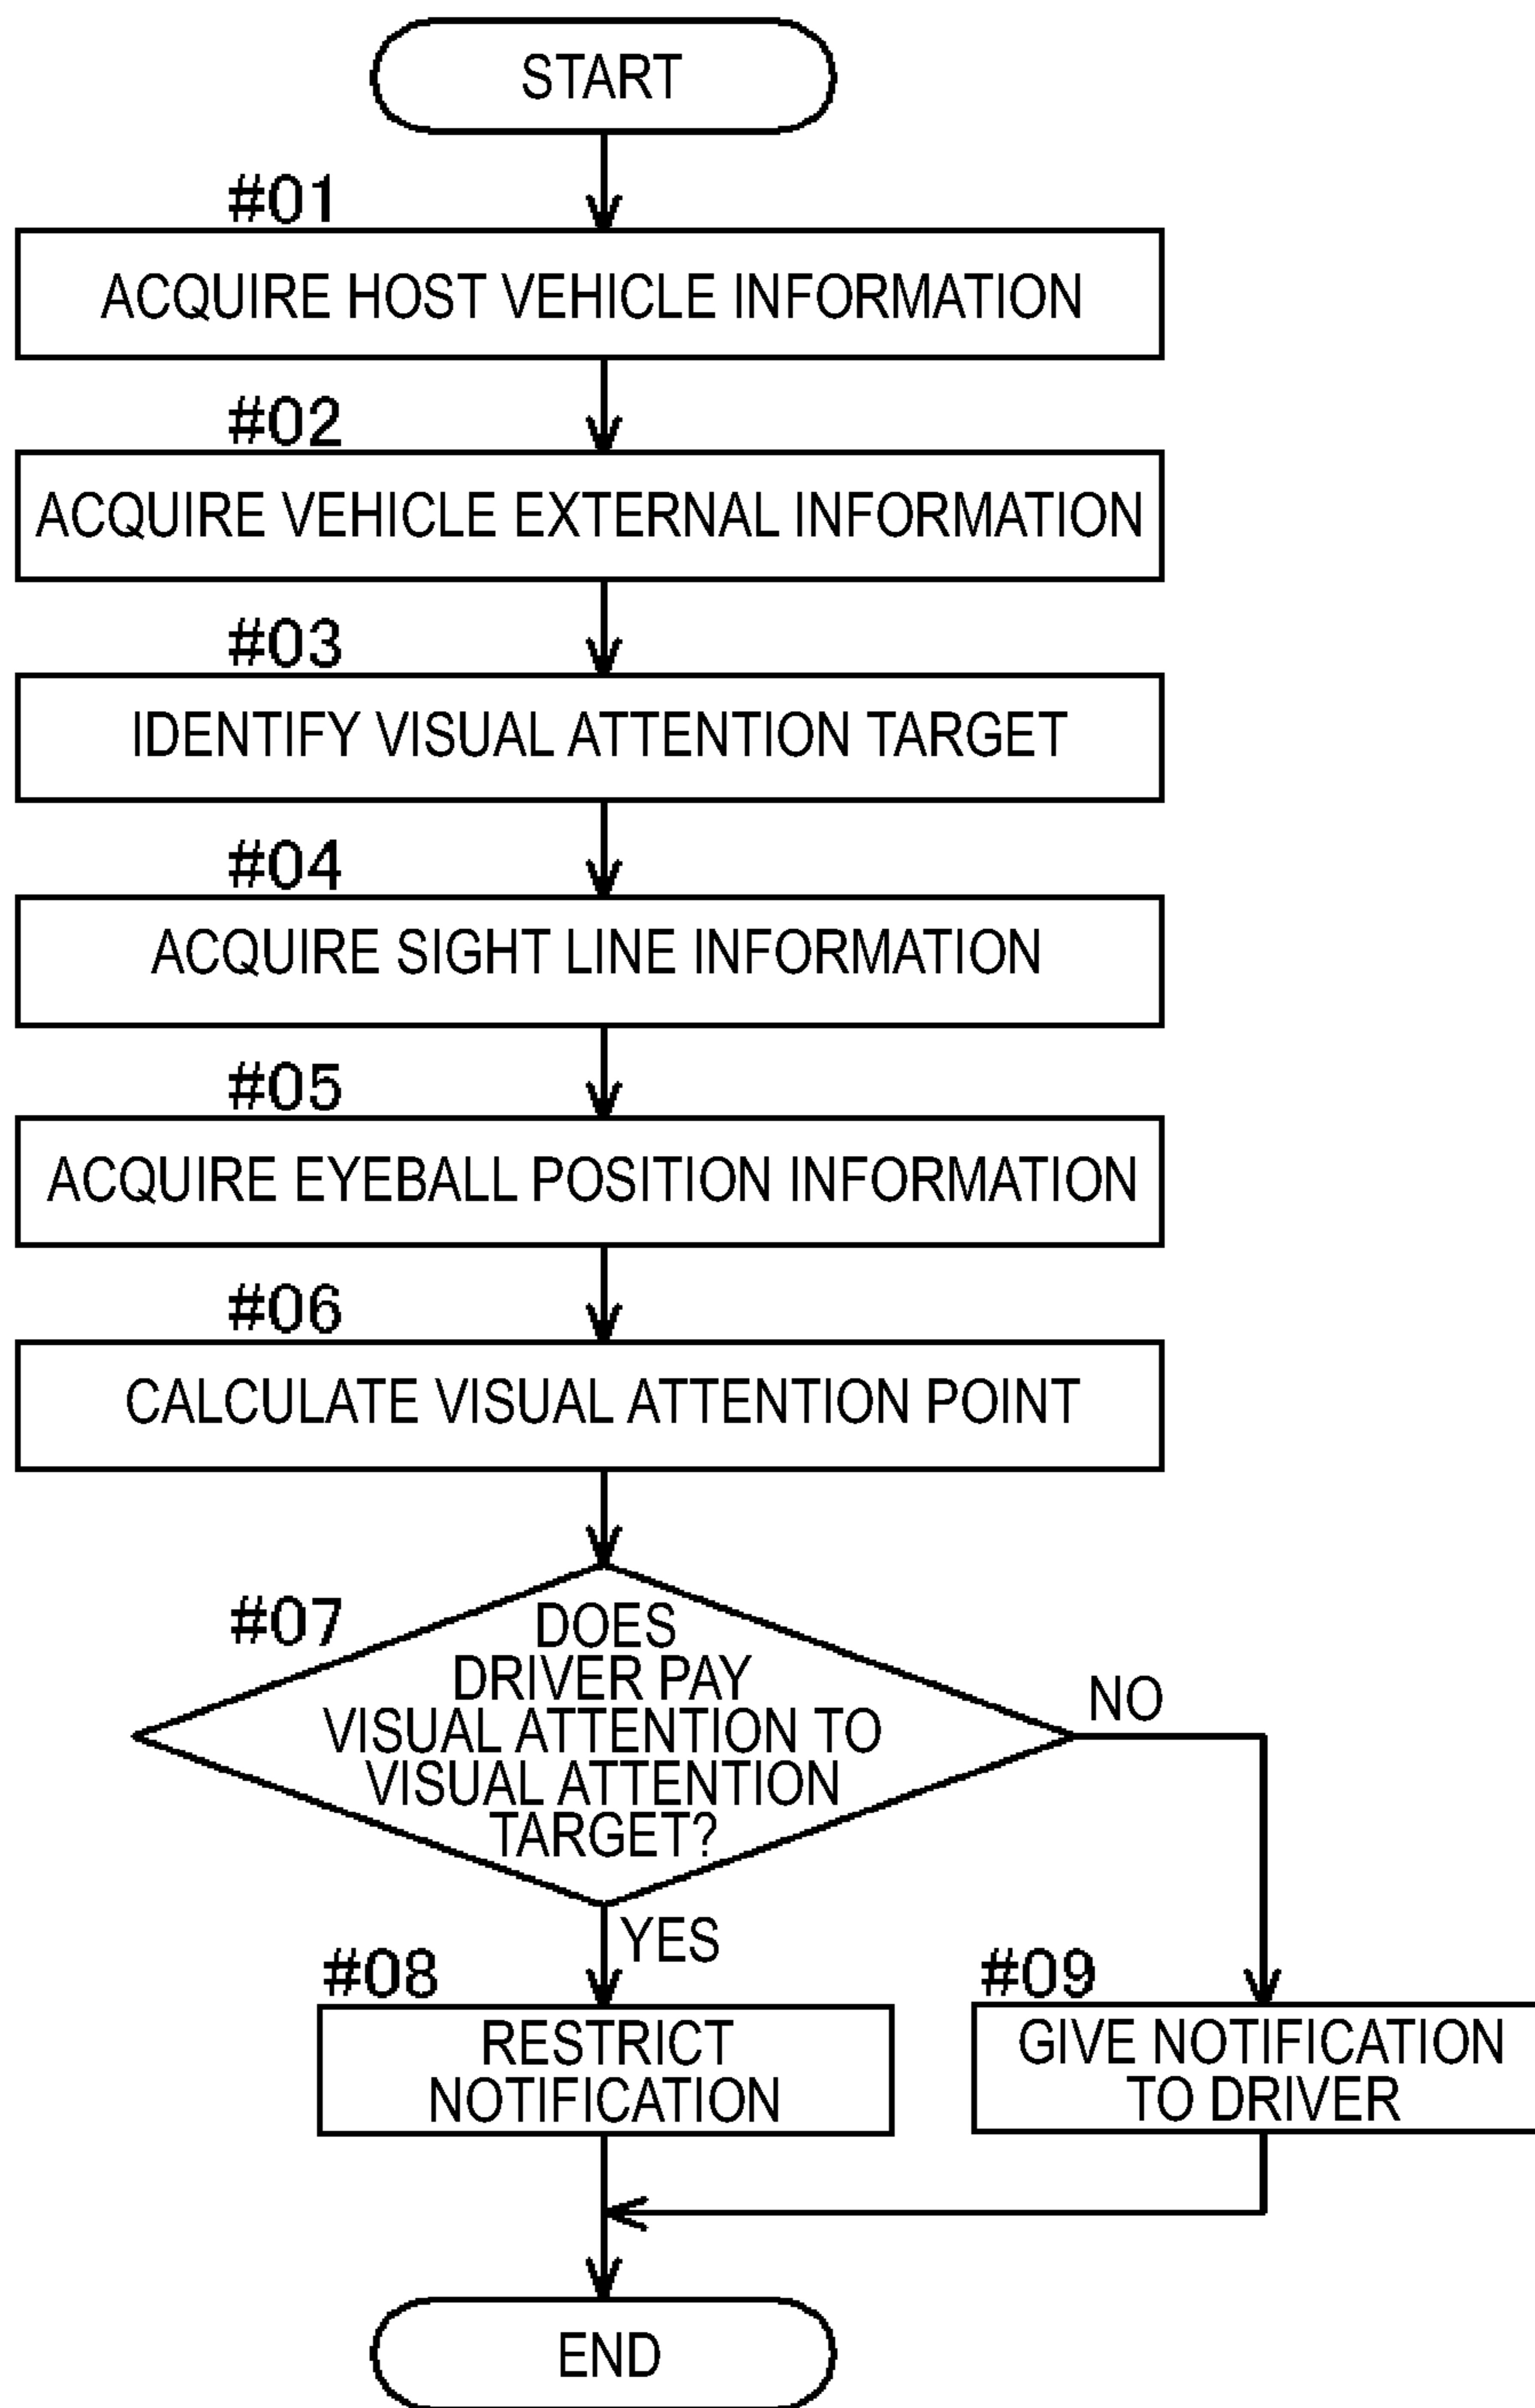 START
#01
ACQUIRE HOST VEHICLE INFORMATION
#02
ACQUIRE VEHICLE EXTERNAL INFORMATION
#03
IDENTIFY VISUAL ATTENTION TARGET
#04
ACQUIRE SIGHT LINE INFORMATION
#05
ACQUIRE EYEBALL POSITION INFORMATION
#06
CALCULATE VISUAL ATTENTION POINT
#07
DOES
DRIVER PAY
VISUAL ATTENTION TO
VISUAL ATTENTION
TARGET?
NO
YES
#08
RESTRICT
NOTIFICATION
#09
GIVE NOTIFICATION
TO DRIVER
END